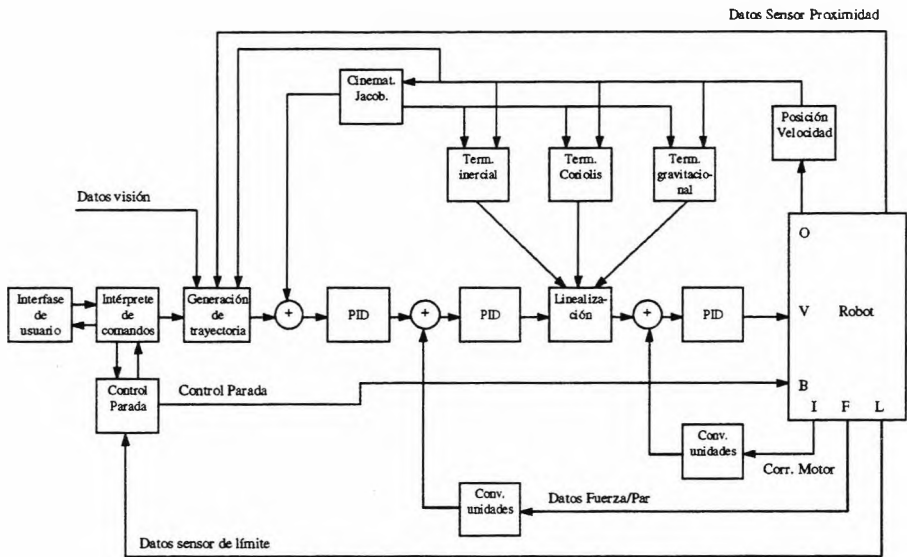 Datos Sensor Proximidad
Cinemat.
Jacob.
Posición
Velocidad
Term.
inercial
Term.
Coriolis
Term.
gravitacio-
nal
Datos visión
O
Interfase
de
usuario
Intérprete
de
comandos
Generación
de
trayectoria
+
PID
+
PID
Lineali­zación
+
PID
V
Robot
Control
Parada
Control Parada
B
I
F
L
Conv.
unidades
Corr. Motor
Conv.
unidades
Datos Fuerza/Par
Datos sensor de límite